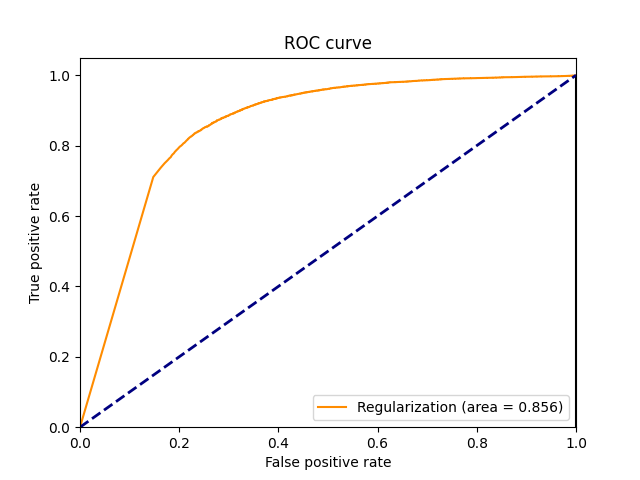 ROC curve
1.0
0.8
0.6
0.4
0.2
0.0
True positive rate
Regularization (area = 0.856)
0.0 0.2 0.4 0.6 0.8 1.0
False positive rate